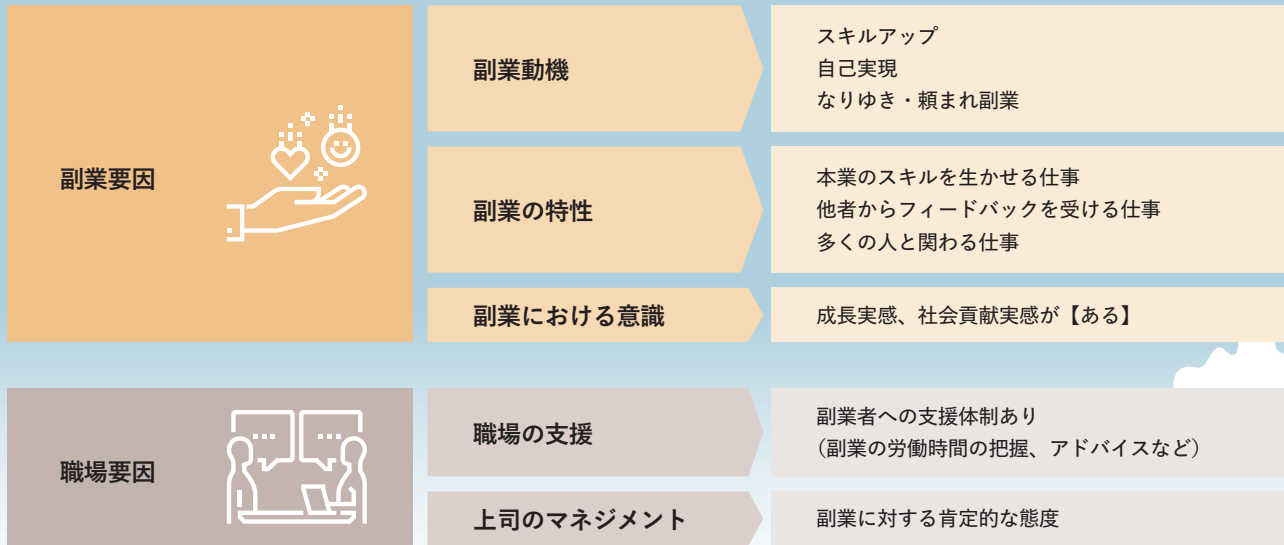 副業要因
副業動機
スキルアップ
自己実現
なりゆき・頼まれ副業
副業の特性
本業のスキルを生かせる仕事
他者からフィードバックを受ける仕事
多くの人と関わる仕事
副業における意識
成長実感、社会貢献実感が【ある】
職場要因
職場の支援
副業者への支援体制あり
（副業の労働時間の把握、アドバイスなど）
上司のマネジメント
副業に対する肯定的な態度